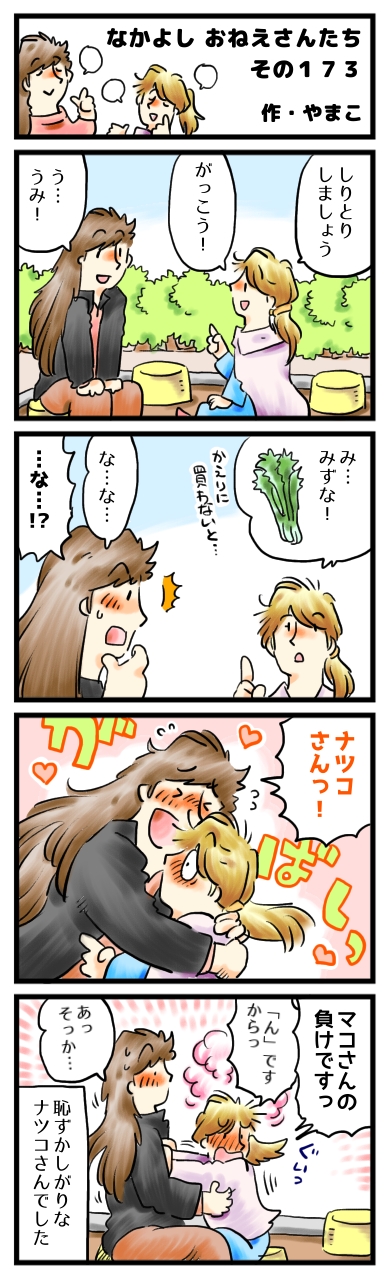 なかよし おねえさんたち
その１７３
作・やまこ
しりとり
しましょう
がっこう！
う…
うみ！
み…
みずな！
かえりに
買わないと…
な…な…
…な…!?
ナツコ
さんっ！
がばしっ
マコさんの
負けですっ
「ん」です
からっ
ぐいっ
あっ
そっか…
恥ずかしがりな
ナツコさんでした